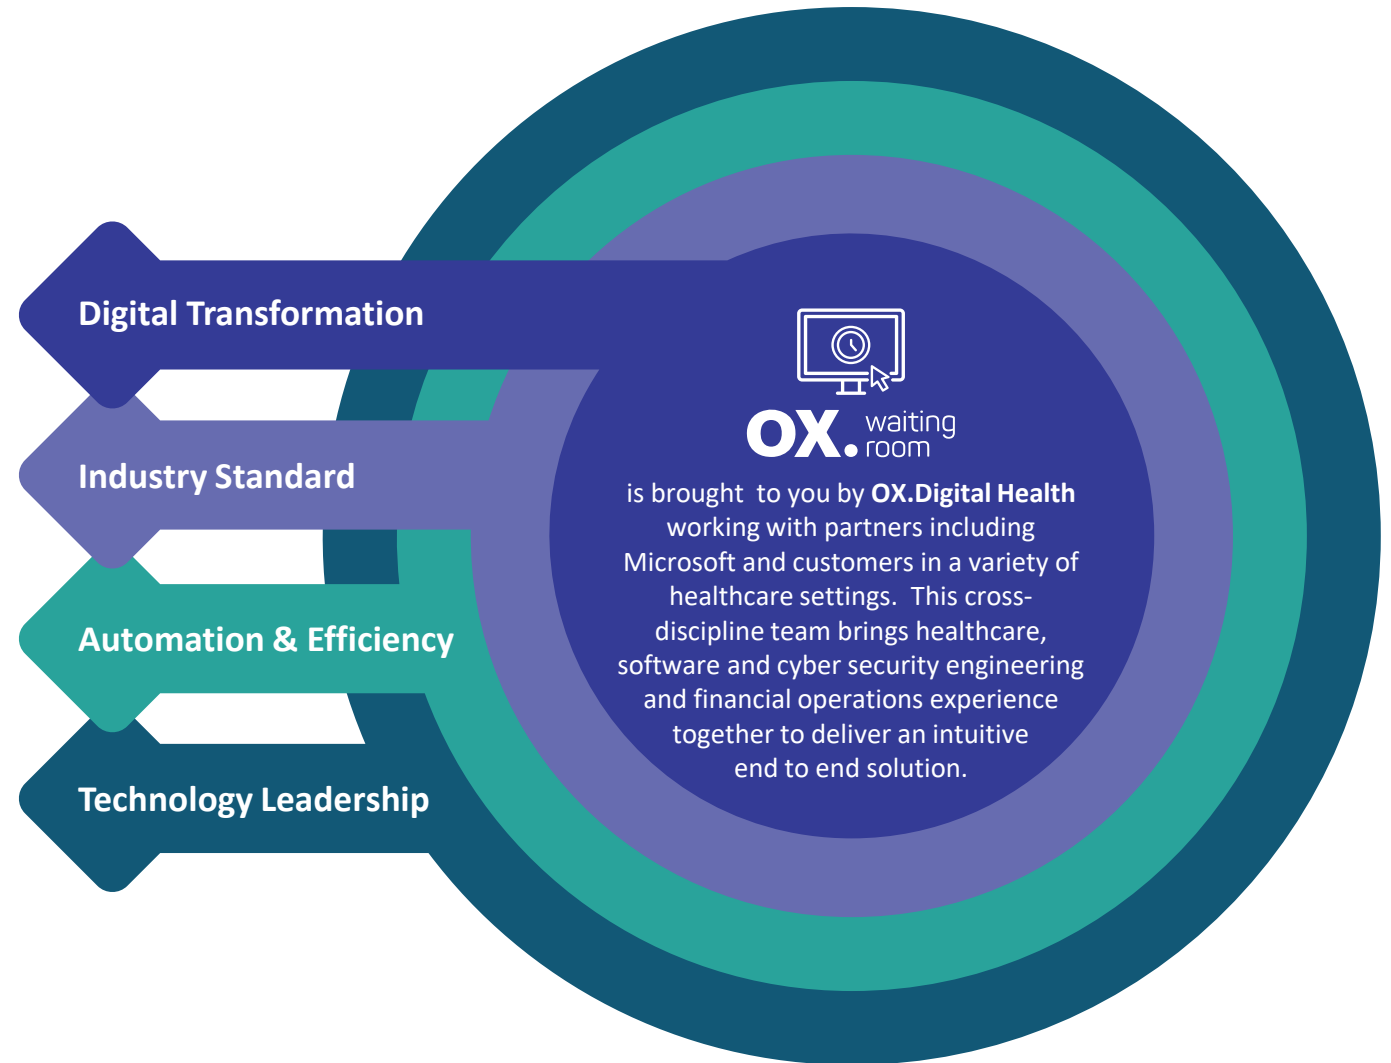 Digital Transformation
Industry Standard
Automation & Efficiency
Technology Leadership
OX. waiting room
is brought to you by OX.Digital Health
working with partners including
Microsoft and customers in a variety of
healthcare settings. This cross-
discipline team brings healthcare,
software and cyber security engineering
and financial operations experience
together to deliver an intuitive
end to end solution.